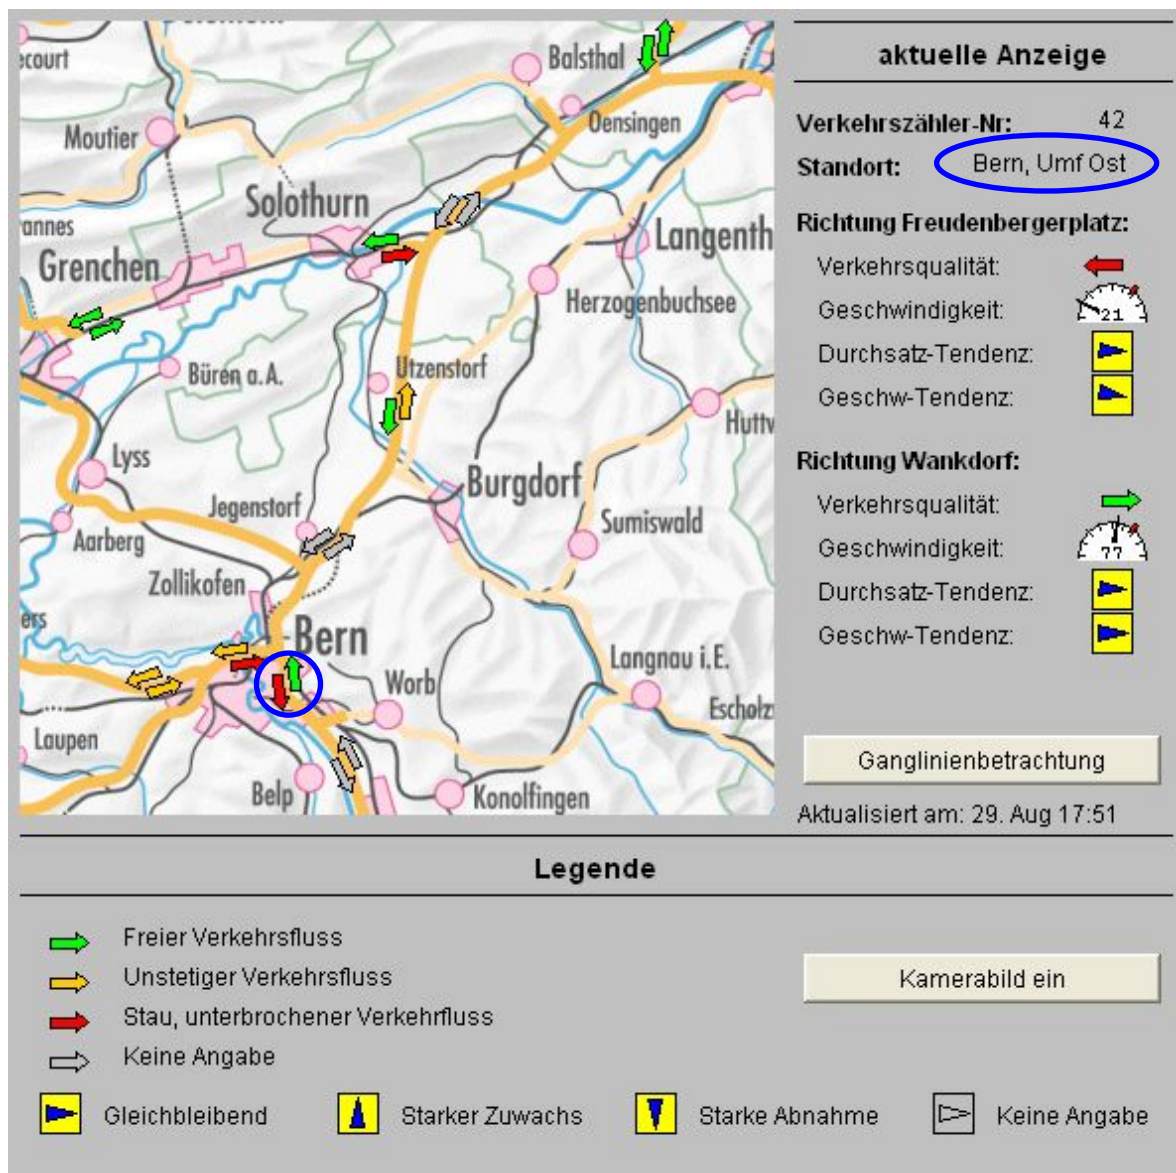 ecourt
Balsthal
Moutier
Oensingen
Solothurn
annes
Langenth
Grenchen
Herzogenbuchsee
Büren a.A.
Utzenstorf
Huttw
Lyss
Burgdorf
Jegenstorf
Sumiswald
Aarberg
Zollikofen
ers
Bern
Langnau i.E.
Worb
Escholz
Laupen
Belp
Konolfingen
aktuelle Anzeige
Verkehrszähler-Nr: 42
Standort: Bern, Umf Ost
Richtung Freudenbergerplatz:
Verkehrsqualität:
Geschwindigkeit: 21
Durchsatz-Tendenz:
Geschw-Tendenz:
Richtung Wankdorf:
Verkehrsqualität:
Geschwindigkeit: 77
Durchsatz-Tendenz:
Geschw-Tendenz:
Ganglinienbetrachtung
Aktualisiert am: 29. Aug 17:51
Legende
Freier Verkehrsfluss
Unstetiger Verkehrsfluss
Stau, unterbrochener Verkehrfluss
Keine Angabe
Kamerabild ein
Gleichbleibend
Starker Zuwachs
Starke Abnahme
Keine Angabe